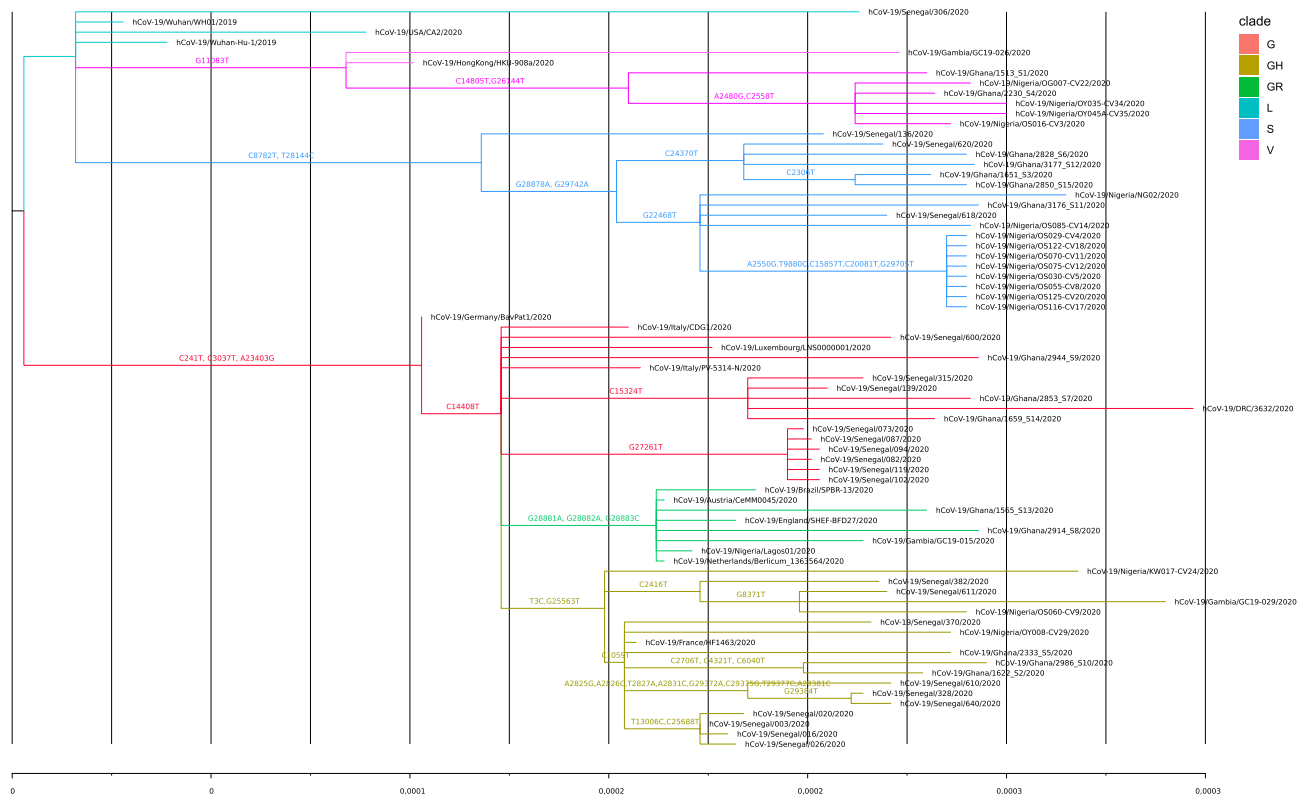 hCoV-19/Senegal/306/2020
clade
hCoV-19/Wuhan/WH01/2019
hCoV-19/USA/CA2/2020
hCoV-19/Wuhan-Hu-1/2019
G
hCoV-19/Gambia/GC19-026/2020
G11083T
hCoV-19/HongKong/HKU-908a/2020
GH
hCoV-19/Ghana/1513_S1/2020
C14805T,G26144T
hCoV-19/Nigeria/OG007-CV22/2020
GR
hCoV-19/Ghana/2230_S4/2020
A2480G,C2558T
hCoV-19/Nigeria/OY035-CV34/2020
L
hCoV-19/Nigeria/OY045A-CV35/2020
hCoV-19/Nigeria/OS016-CV3/2020
S
hCoV-19/Senegal/136/2020
hCoV-19/Senegal/620/2020
V
C8782T, T28144C
C24370T
hCoV-19/Ghana/2828_S6/2020
hCoV-19/Ghana/3177_S12/2020
hCoV-19/Ghana/1651_S3/2020
hCoV-19/Ghana/2850_S15/2020
G28878A, G29742A
hCoV-19/Nigeria/NG02/2020
hCoV-19/Ghana/3176_S11/2020
G22468T
hCoV-19/Senegal/618/2020
hCoV-19/Nigeria/OS085-CV14/2020
hCoV-19/Nigeria/OS029-CV4/2020
hCoV-19/Nigeria/OS122-CV18/2020
hCoV-19/Nigeria/OS070-CV11/2020
A2550G,T9880C,C15857T,C20081T,G29705T
hCoV-19/Nigeria/OS075-CV12/2020
hCoV-19/Nigeria/OS030-CV5/2020
hCoV-19/Nigeria/OS055-CV8/2020
hCoV-19/Nigeria/OS125-CV20/2020
hCoV-19/Nigeria/OS116-CV17/2020
hCoV-19/Germany/BavPat1/2020
hCoV-19/Italy/CDG1/2020
hCoV-19/Senegal/600/2020
hCoV-19/Luxembourg/LNS0000001/2020
C241T, C3037T, A23403G
hCoV-19/Ghana/2944_S9/2020
hCoV-19/Italy/PV-5314-N/2020
hCoV-19/Senegal/315/2020
hCoV-19/Senegal/139/2020
C15324T
hCoV-19/Ghana/2853_S7/2020
C14408T
hCoV-19/DRC/3632/2020
hCoV-19/Ghana/1659_S14/2020
hCoV-19/Senegal/073/2020
hCoV-19/Senegal/087/2020
G27261T
hCoV-19/Senegal/094/2020
hCoV-19/Senegal/082/2020
hCoV-19/Senegal/119/2020
hCoV-19/Senegal/102/2020
hCoV-19/Brazil/SPBR-13/2020
hCoV-19/Austria/CeMM0045/2020
hCoV-19/Ghana/1565_S13/2020
G28881A, G28882A, G28883C
hCoV-19/England/SHEF-BFD27/2020
hCoV-19/Ghana/2914_S8/2020
hCoV-19/Gambia/GC19-015/2020
hCoV-19/Nigeria/Lagos01/2020
hCoV-19/Netherlands/Berlicum_1363564/2020
hCoV-19/Nigeria/KW017-CV24/2020
C2416T
hCoV-19/Senegal/382/2020
G8371T
hCoV-19/Senegal/611/2020
T3C,G25563T
hCoV-19/Gambia/GC19-029/2020
hCoV-19/Nigeria/OS060-CV9/2020
hCoV-19/Senegal/370/2020
hCoV-19/Nigeria/OY008-CV29/2020
hCoV-19/France/HF1463/2020
C1059T
hCoV-19/Ghana/2333_S5/2020
C2706T, C4321T, C6040T
hCoV-19/Ghana/2986_S10/2020
hCoV-19/Ghana/1622_S2/2020
hCoV-19/Senegal/610/2020
G29384T
hCoV-19/Senegal/328/2020
hCoV-19/Senegal/640/2020
hCoV-19/Senegal/020/2020
T13006C,C25688T
hCoV-19/Senegal/003/2020
hCoV-19/Senegal/016/2020
hCoV-19/Senegal/026/2020
0
0
0,0001
0,0002
0,0002
0,0003
0,0003